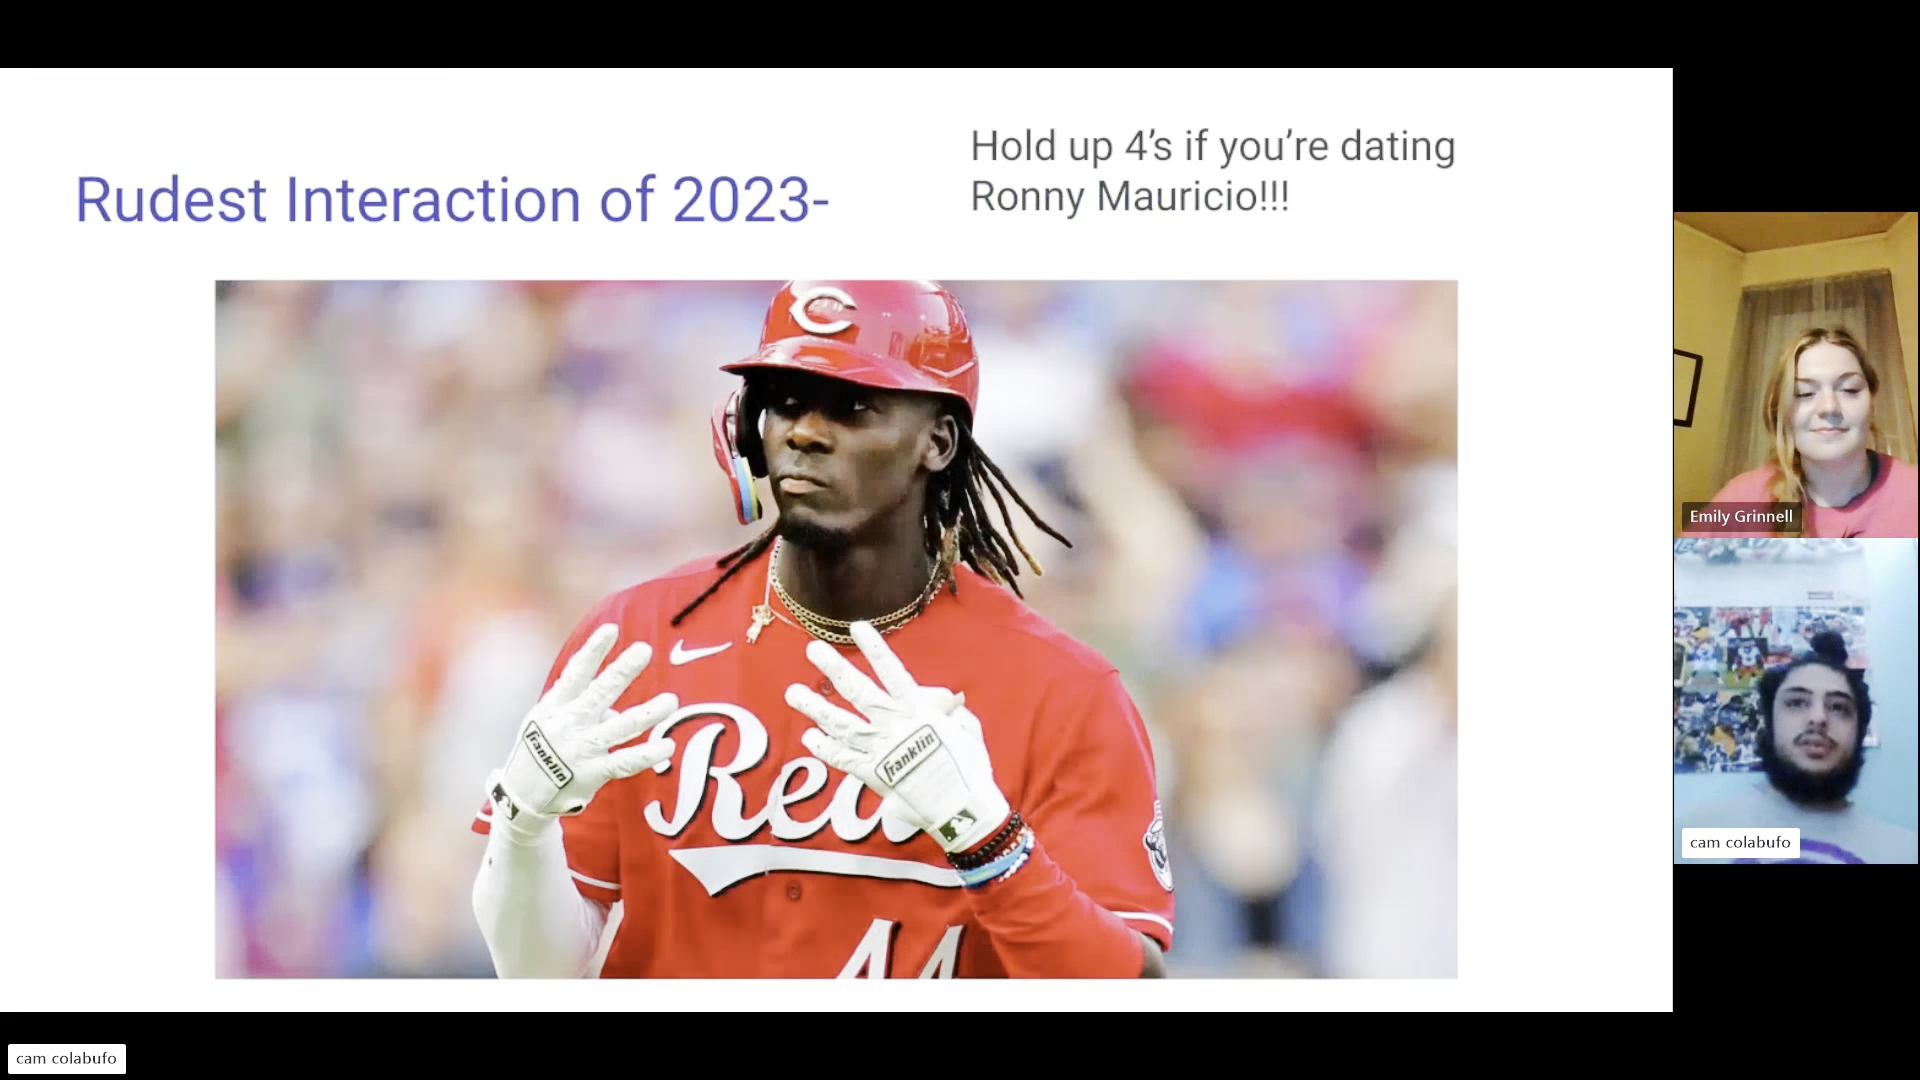 Rudest Interaction of 2023-
Hold up 4’s if you’re dating
Ronny Mauricio!!!
C
franklin
franklin
Reds
44
Emily Grinnell
cam colabufo
cam colabufo